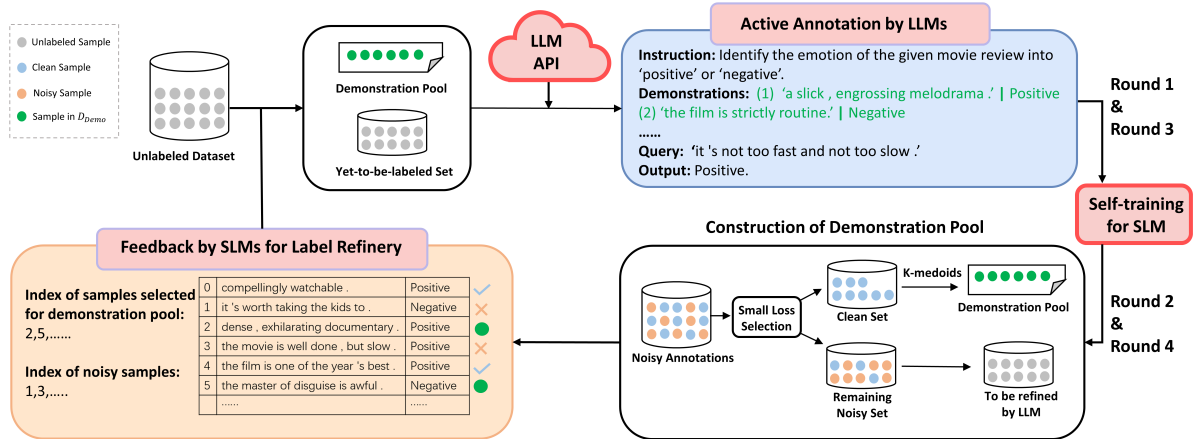 Unlabeled Sample
Clean Sample
Noisy Sample
Sample in D_Demo
Unlabeled Dataset
Demonstration Pool
Yet-to-be-labeled Set
LLM
API
Active Annotation by LLMs
Instruction: Identify the emotion of the given movie review into
‘positive’ or ‘negative’.
Demonstrations: (1) ‘a slick , engrossing melodrama .’ | Positive
(2) ‘the film is strictly routine.’ | Negative
......
Query: ‘it 's not too fast and not too slow .’
Output: Positive.
Round 1
&
Round 3
Self-training
for SLM
Round 2
&
Round 4
Construction of Demonstration Pool
Noisy Annotations
Small Loss
Selection
Clean Set
K-medoids
Demonstration Pool
Remaining
Noisy Set
To be refined
by LLM
Feedback by SLMs for Label Refinery
Index of samples selected
for demonstration pool:
2,5,......
Index of noisy samples:
1,3,.....
0 compellingly watchable . Positive
1 it 's worth taking the kids to . Negative
2 dense , exhilarating documentary . Positive
3 the movie is well done , but slow . Positive
4 the film is one of the year 's best . Positive
5 the master of disguise is awful . Negative
...... ......